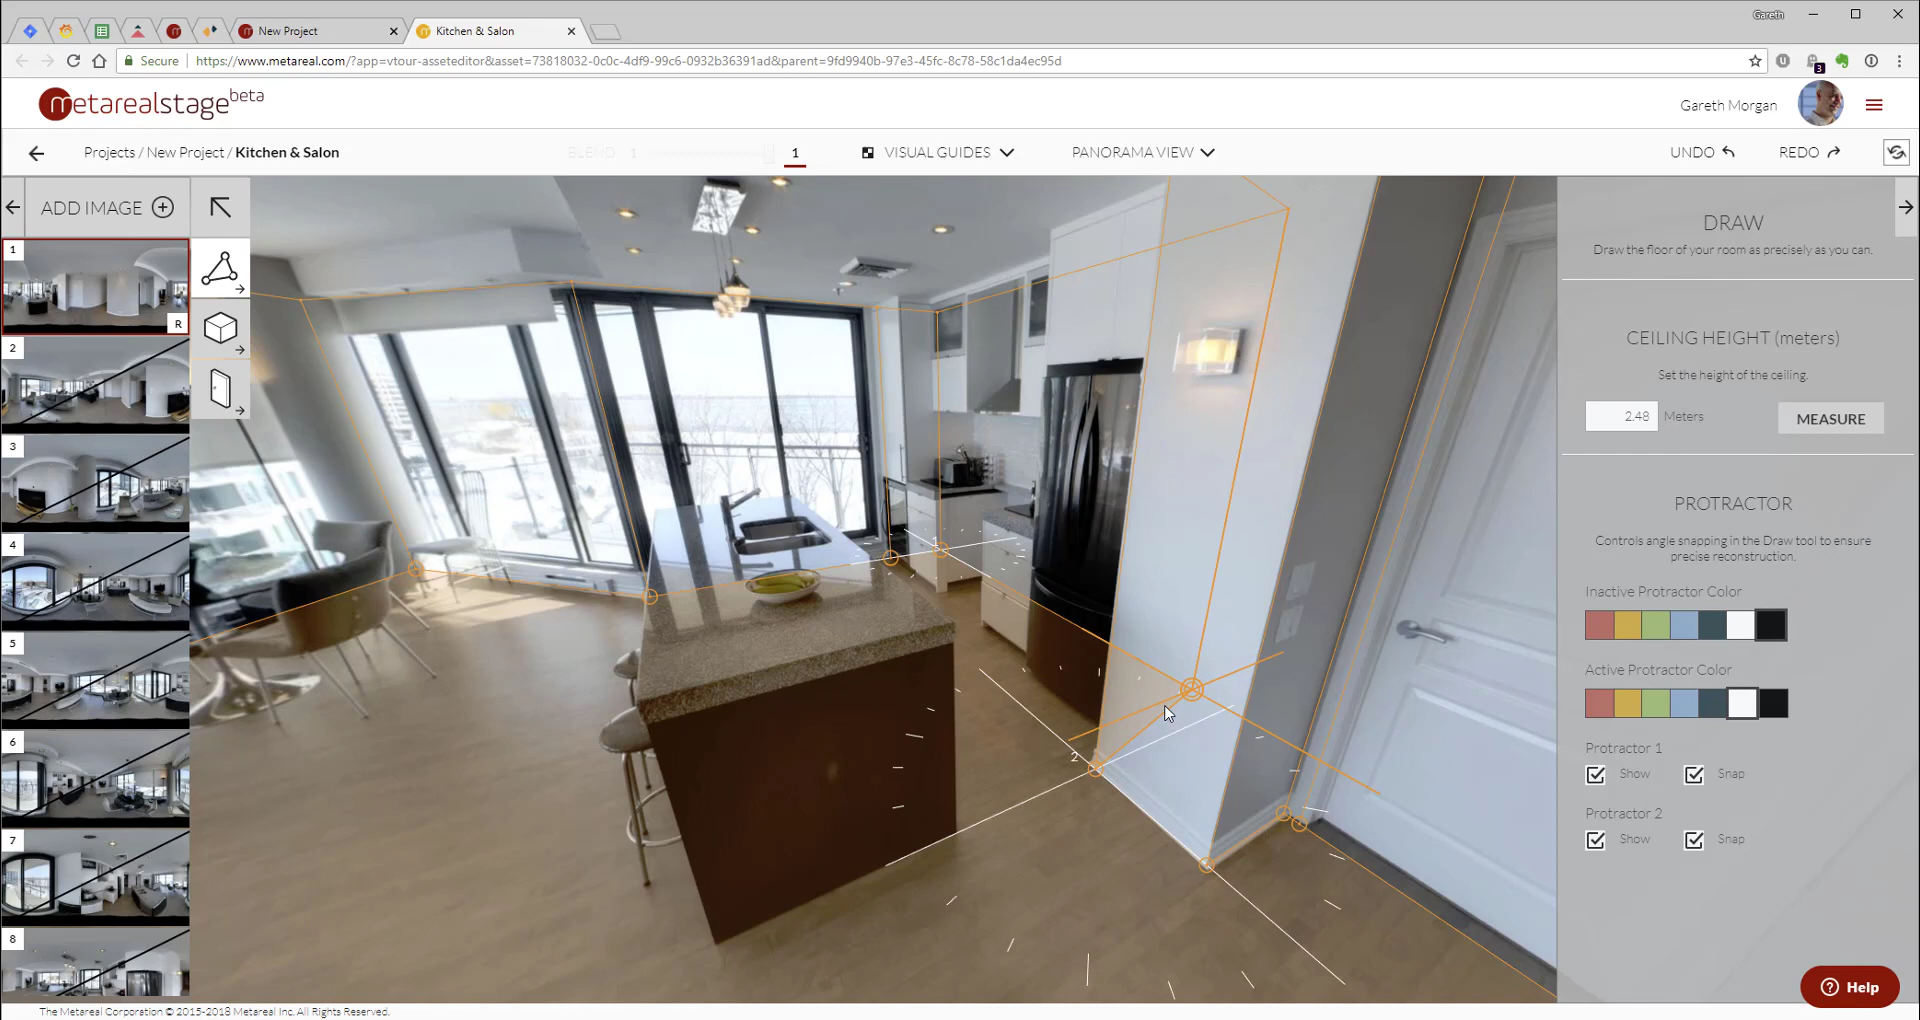 Gareth
New Project
Kitchen & Salon
Secure
https://www.metareal.com/?app=vtour-asseteditor&asset=73818032-0c0c-4df9-99c6-0932b36391ad&parent=9fd9940b-97e3-45fc-8c78-58c1da4ec95d
3
metarealstage beta
Gareth Morgan
Projects / New Project / Kitchen & Salon
BLEND 1 1
VISUAL GUIDES
PANORAMA VIEW
UNDO
REDO
ADD IMAGE
1
R
2
3
4
5
6
7
8
1
2
DRAW
Draw the floor of your room as precisely as you can.
CEILING HEIGHT (meters)
Set the height of the ceiling.
2.48 Meters
MEASURE
PROTRACTOR
Controls angle snapping in the Draw tool to ensure
precise reconstruction.
Inactive Protractor Color
Active Protractor Color
Protractor 1
Show Snap
Protractor 2
Show Snap
Help
The Metareal Corporation © 2015-2018 Metareal Inc. All Rights Reserved.